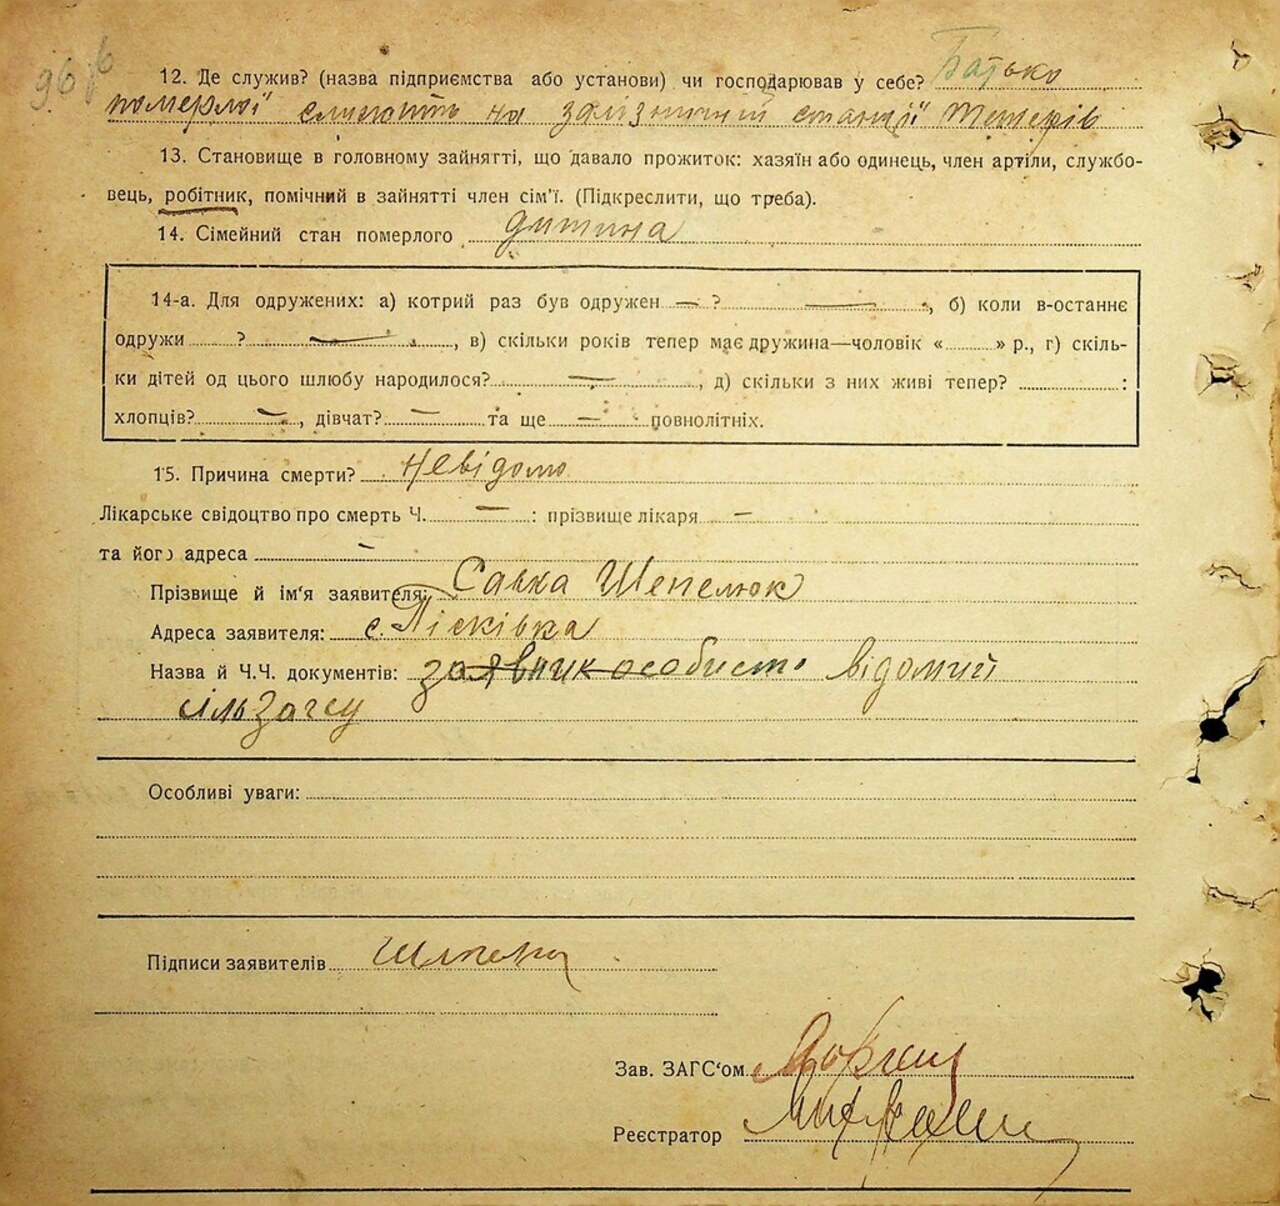 96
12. Де служив? (назва підприємства або установи) чи господарював у себе? Батько
померлої служить на залізничній станції Тетерів
13. Становище в головному зайнятті, що давало прожиток: хазяїн або одинець, член артіли, службо-
вець, робітник, помічний в зайнятті член сім'ї. (Підкреслити, що треба).
14. Сімейний стан померлого дитина
14-а. Для одружених: а) котрий раз був одружен — ? —, б) коли в-останнє
одружи ? —, в) скільки років тепер має дружина—чоловік « » р., г) скіль-
ки дітей од цього шлюбу народилося? —, д) скільки з них живі тепер? :
хлопців? —, дівчат? — та ще — повнолітніх.
15. Причина смерти? невідомо
Лікарське свідоцтво про смерть Ч. — : прізвище лікаря —
та його адреса —
Прізвище й ім'я заявителя: Савка Шепелюк
Адреса заявителя: с. Пісківка
Назва й Ч.Ч. документів: заявник особисто відомий
сільЗагсу
Особливі уваги:
Підписи заявителів
Зав. ЗАГС'ом
Реєстратор